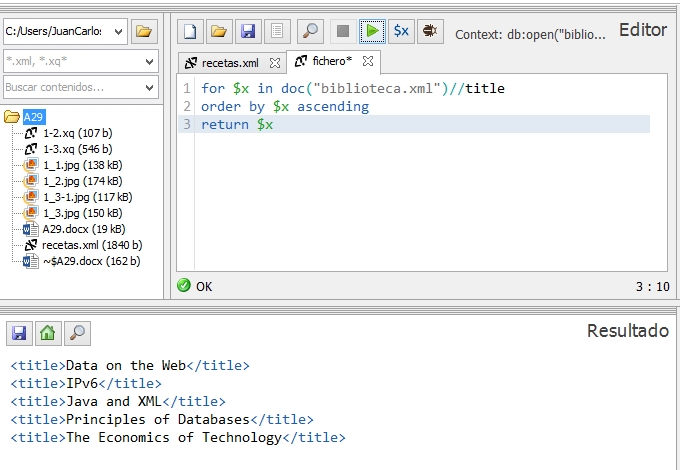 C:/Users/JuanCarlos
*.xml, *.xq*
Buscar contenidos...
A29
1-2.xq (107 b)
1-3.xq (546 b)
1_1.jpg (138 kB)
1_2.jpg (174 kB)
1_3-1.jpg (117 kB)
1_3.jpg (150 kB)
A29.docx (19 kB)
recetas.xml (1840 b)
~$A29.docx (162 b)
$x
Context: db:open("biblio...
Editor
recetas.xml
fichero*
1 for $x in doc("biblioteca.xml")//title
2 order by $x ascending
3 return $x
OK
3 : 10
Resultado
<title>Data on the Web</title>
<title>IPv6</title>
<title>Java and XML</title>
<title>Principles of Databases</title>
<title>The Economics of Technology</title>